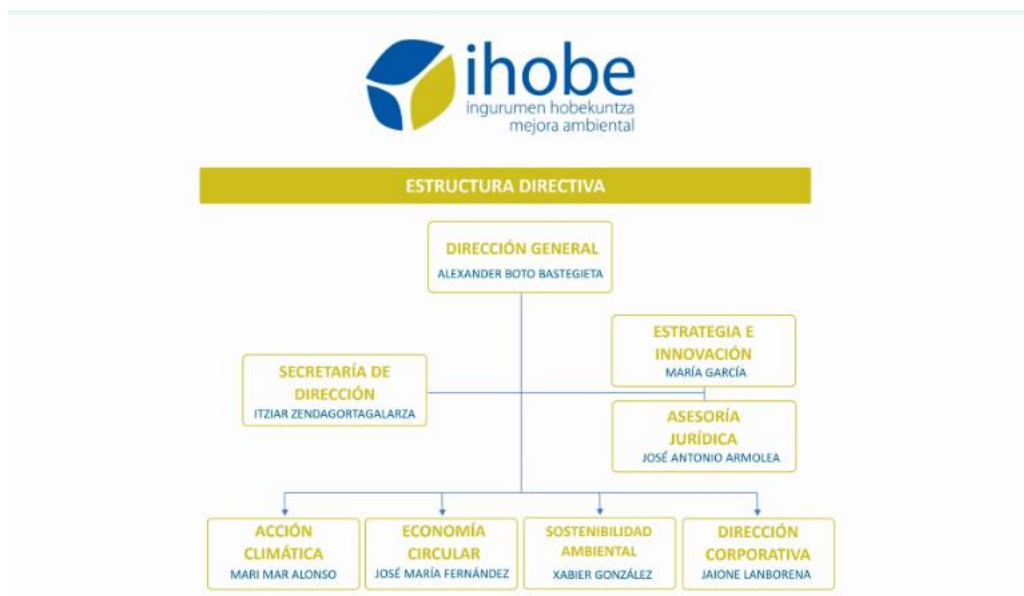 ihobe
ingurumen hobekuntza
mejora ambiental
ESTRUCTURA DIRECTIVA
DIRECCIÓN GENERAL
ALEXANDER BOTO BASTEGIETA
ESTRATEGIA E
INNOVACIÓN
MARÍA GARCÍA
SECRETARÍA DE
DIRECCIÓN
ITZIAR ZENDAGORTAGALARZA
ASESORÍA
JURÍDICA
JOSÉ ANTONIO ARMOLEA
ACCIÓN
CLIMÁTICA
MARI MAR ALONSO
ECONOMÍA
CIRCULAR
JOSÉ MARÍA FERNÁNDEZ
SOSTENIBILIDAD
AMBIENTAL
XABIER GONZÁLEZ
DIRECCIÓN
CORPORATIVA
JAIONE LANBORENA